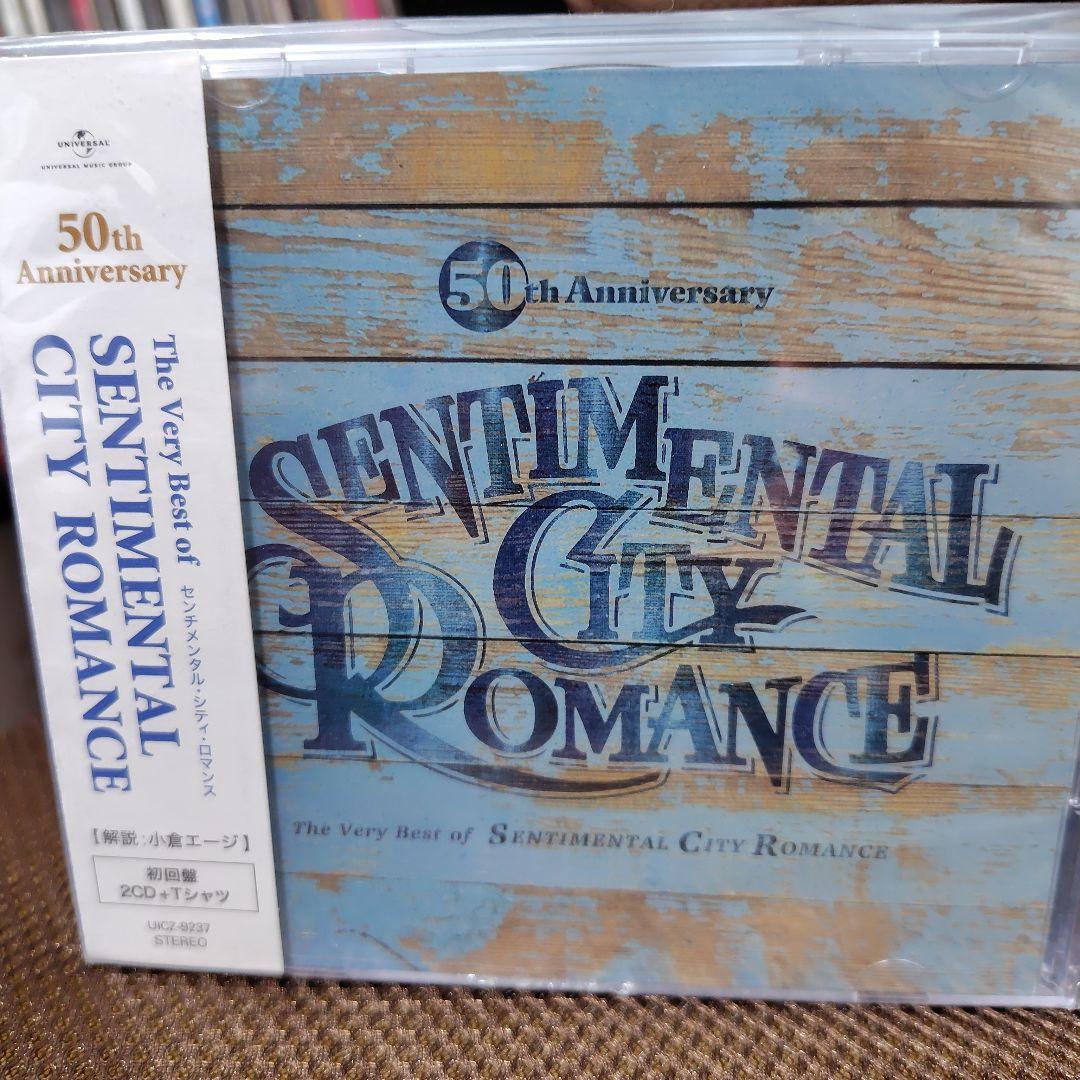 UNIVERSAL
UNIVERSAL MUSIC GROUP
50th
Anniversary
The Very Best of
SENTIMENTAL
CITY ROMANCE
センチメンタル・シティ・ロマンス
【解説:小倉エージ】
初回盤
2CD+Tシャツ
UICZ-9237
STEREO
50th Anniversary
SENTIMENTAL
CITY
ROMANCE
The Very Best of SENTIMENTAL CITY ROMANCE